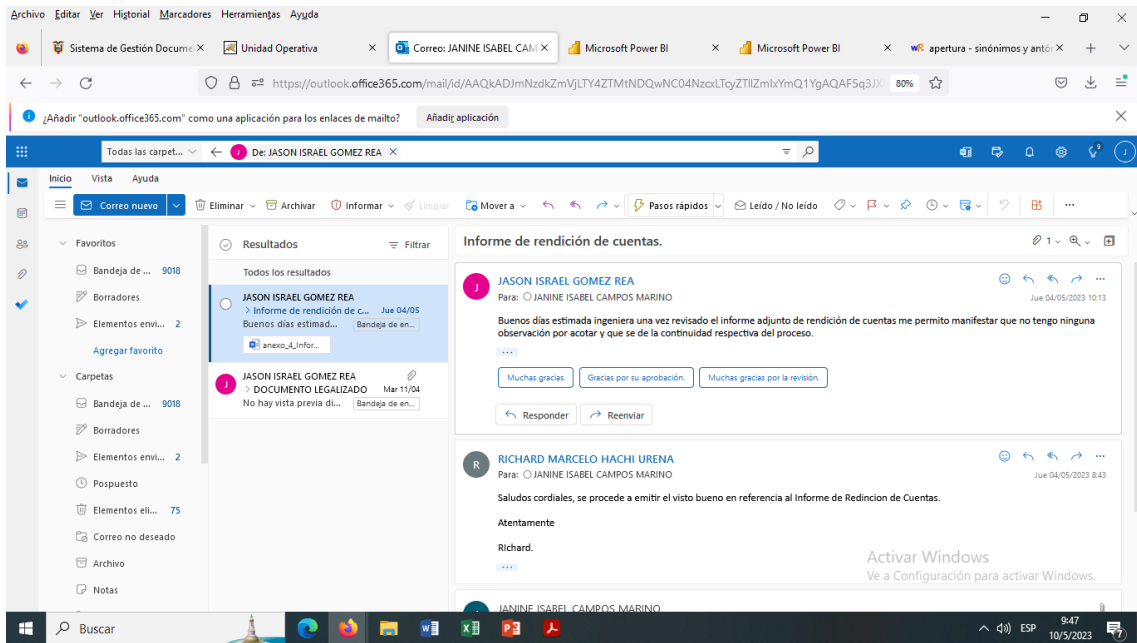 Archivo Editar Ver Historial Marcadores Herramientas Ayuda
Sistema de Gestión Docume
Unidad Operativa
Correo: JANINE ISABEL CAM
Microsoft Power BI
Microsoft Power BI
wR apertura - sinónimos y antón
80%
¿Añadir "outlook.office365.com" como una aplicación para los enlaces de mailto? Añadir aplicación
Todas las carpet...
J De: JASON ISRAEL GOMEZ REA
9
J
Inicio Vista Ayuda
Correo nuevo Eliminar Archivar Informar Limpiar Mover a Pasos rápidos Leído / No leído ...
Favoritos
Bandeja de ... 9018
Borradores
Elementos envi... 2
Agregar favorito
Carpetas
Bandeja de ... 9018
Borradores
Elementos envi... 2
Pospuesto
Elementos eli... 75
Correo no deseado
Archivo
Notas
Resultados Filtrar
Todos los resultados
JASON ISRAEL GOMEZ REA
> Informe de rendición de c... Jue 04/05
Buenos días estimad... Bandeja de en...
anexo_4_Infor...
J
JASON ISRAEL GOMEZ REA
> DOCUMENTO LEGALIZADO Mar 11/04
No hay vista previa di... Bandeja de en...
Informe de rendición de cuentas. 1
J
JASON ISRAEL GOMEZ REA
Para: JANINE ISABEL CAMPOS MARINO Jue 04/05/2023 10:13
Buenos días estimada ingeniera una vez revisado el informe adjunto de rendición de cuentas me permito manifestar que no tengo ninguna
observación por acotar y que se de la continuidad respectiva del proceso.
...
Muchas gracias. Gracias por su aprobación. Muchas gracias por la revisión.
Responder Reenviar
R
RICHARD MARCELO HACHI URENA
Para: JANINE ISABEL CAMPOS MARINO Jue 04/05/2023 8:43
Saludos cordiales, se procede a emitir el visto bueno en referencia al Informe de Redincion de Cuentas.
Atentamente
RIchard.
...
JANINE ISABEL CAMPOS MARINO
Activar Windows
Ve a Configuración para activar Windows.
Buscar
ESP
9:47
10/5/2023